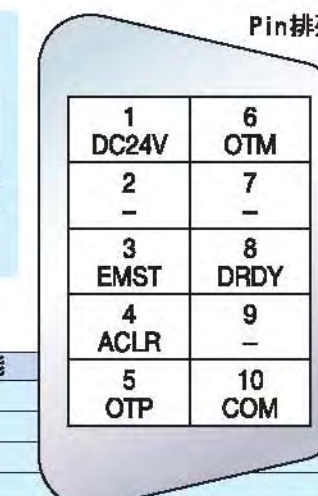 Pin排
1 6
DC24V OTM
2 7
– –
3 8
EMST DRDY
4 9
ACLR –
5 10
OTP COM